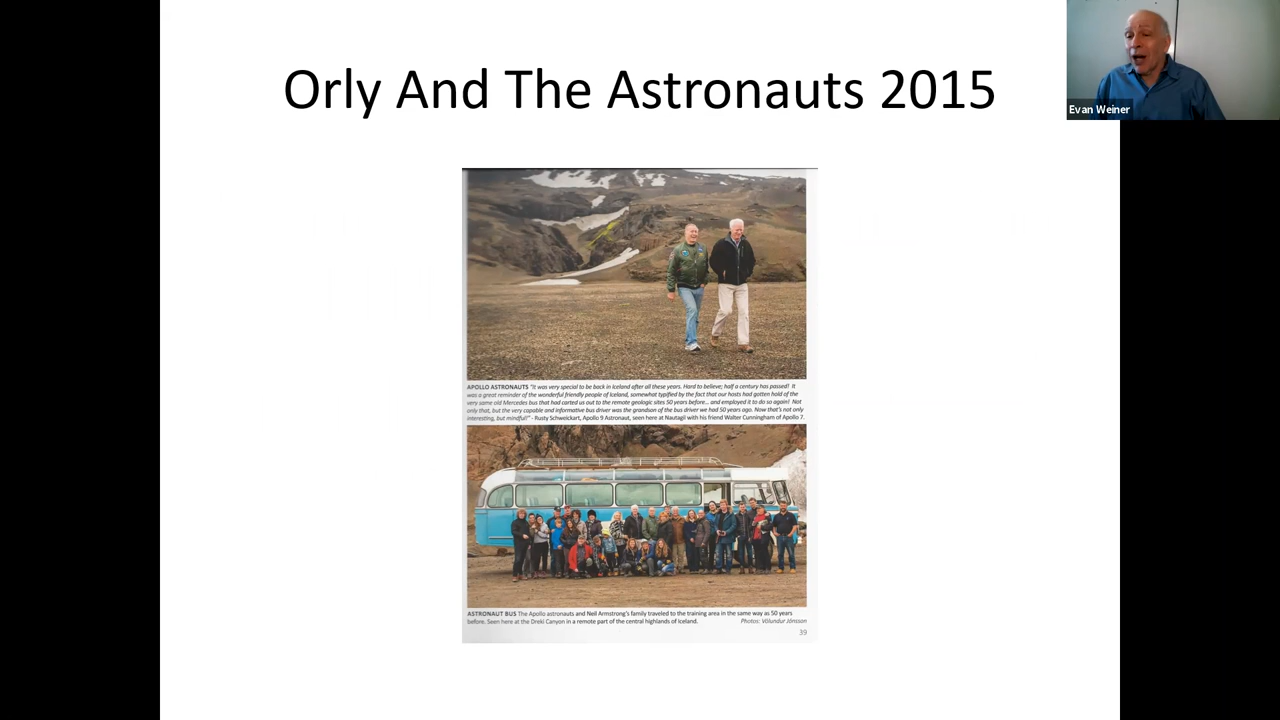 Orly And The Astronauts 2015
Evan Weiner
APOLLO ASTRONAUTS "It was very special to be back in Iceland after all these years. Hard to believe; half a century has passed! It
was a great reminder of the wonderful friendly people of Iceland, somewhat typified by the fact that our hosts had gotten hold of the
very same old Mercedes bus that had carted us out to the remote geologic sites 50 years before... and employed it to do so again! Not
only that, but the very capable and informative bus driver was the grandson of the bus driver we had 50 years ago. Now that's not only
interesting, but mindful!" - Rusty Schweickart, Apollo 9 Astronaut, seen here at Nautagil with his friend Walter Cunningham of Apollo 7.
ASTRONAUT BUS The Apollo astronauts and Neil Armstrong's family traveled to the training area in the same way as 50 years
before. Seen here at the Dreki Canyon in a remote part of the central highlands of Iceland.
Photos: Völundur Jónsson
39